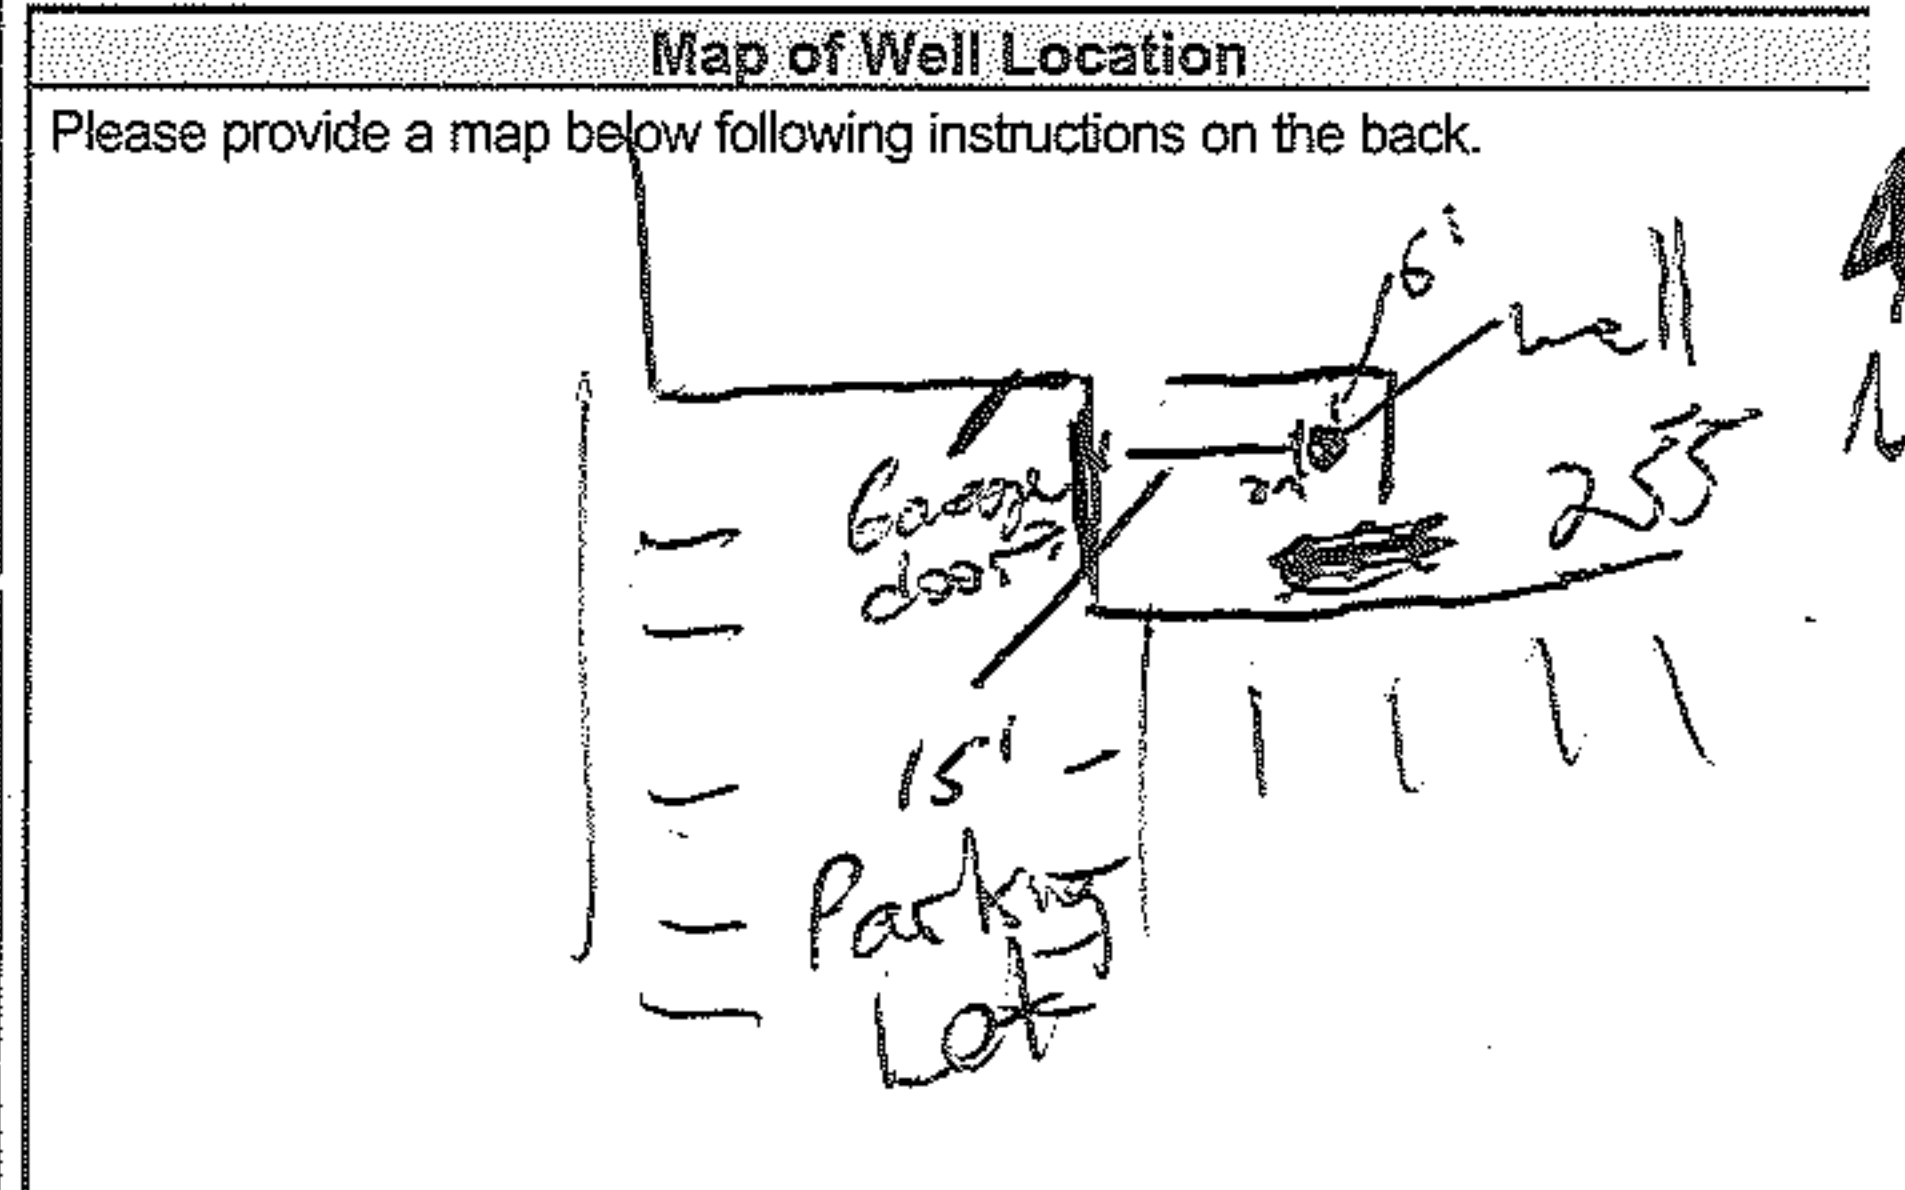 Map of Well Location
Please provide a map below following instructions on the back.
6'
well
N
255
Garage
door
15'
Parking
Lot